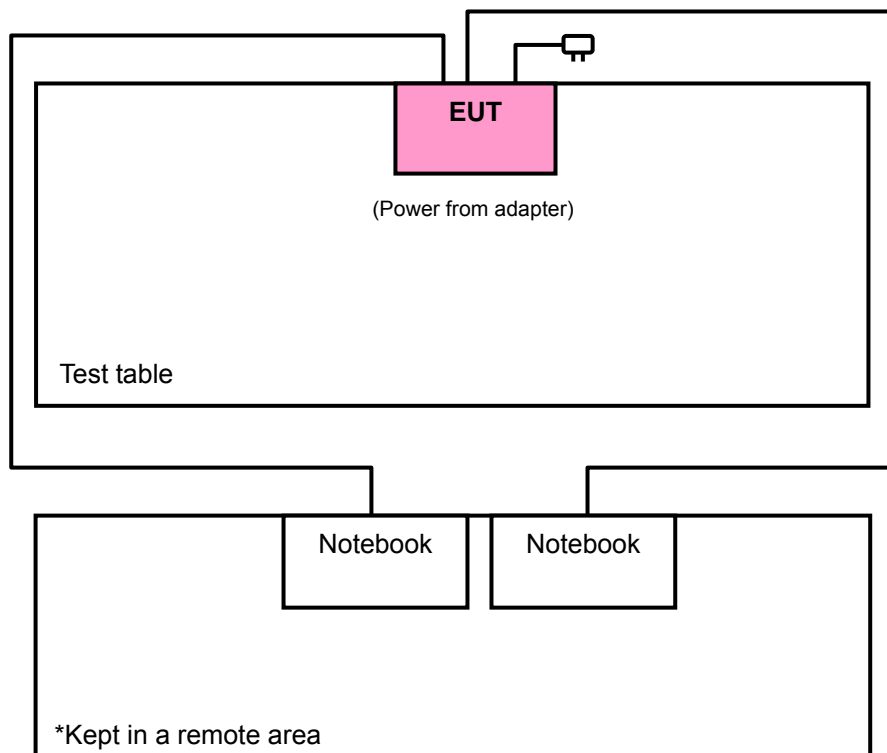 EUT
(Power from adapter)
Test table
Notebook
Notebook
*Kept in a remote area